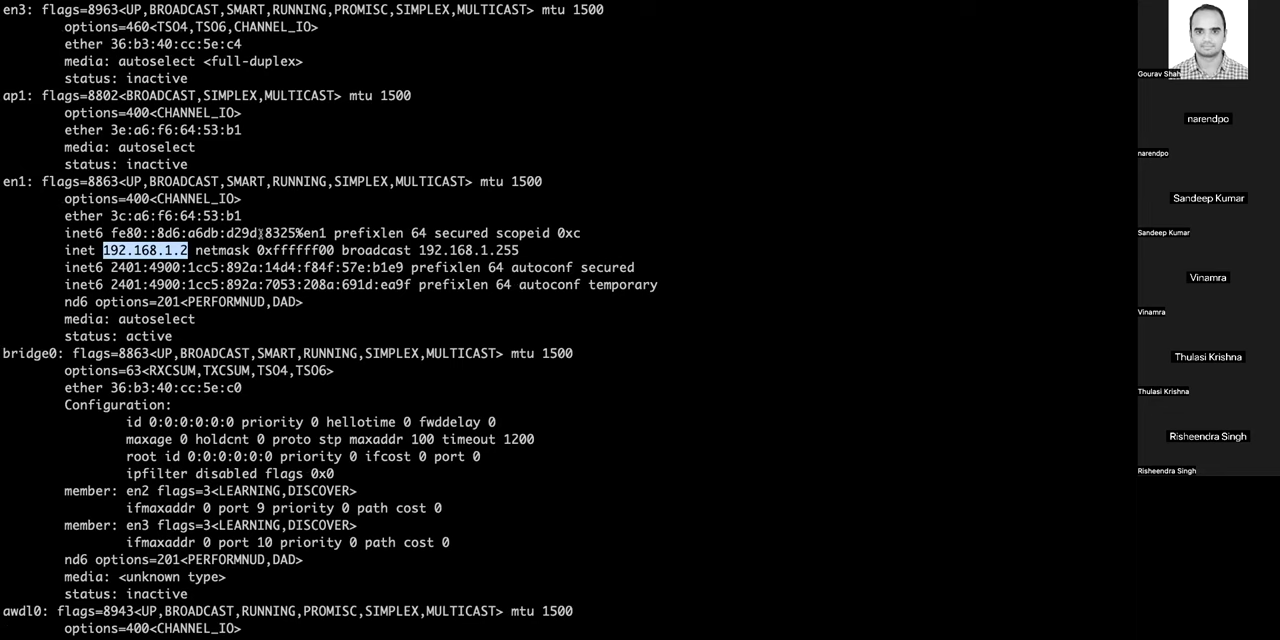 en3: flags=8963<UP,BROADCAST,SMART,RUNNING,PROMISC,SIMPLEX,MULTICAST> mtu 1500
options=460<TSO4,TSO6,CHANNEL_IO>
ether 36:b3:40:cc:5e:c4
media: autoselect <full-duplex>
status: inactive
ap1: flags=8802<BROADCAST,SIMPLEX,MULTICAST> mtu 1500
options=400<CHANNEL_IO>
ether 3e:a6:f6:64:53:b1
media: autoselect
status: inactive
en1: flags=8863<UP,BROADCAST,SMART,RUNNING,SIMPLEX,MULTICAST> mtu 1500
options=400<CHANNEL_IO>
ether 3c:a6:f6:64:53:b1
inet6 fe80::8d6:a6db:d29d:8325%en1 prefixlen 64 secured scopeid 0xc
inet 192.168.1.2 netmask 0xffffff00 broadcast 192.168.1.255
inet6 2401:4900:1cc5:892a:14d4:f84f:57e:b1e9 prefixlen 64 autoconf secured
inet6 2401:4900:1cc5:892a:7053:208a:691d:ea9f prefixlen 64 autoconf temporary
nd6 options=201<PERFORMNUD,DAD>
media: autoselect
status: active
bridge0: flags=8863<UP,BROADCAST,SMART,RUNNING,SIMPLEX,MULTICAST> mtu 1500
options=63<RXCSUM,TXCSUM,TSO4,TSO6>
ether 36:b3:40:cc:5e:c0
Configuration:
id 0:0:0:0:0:0 priority 0 hellotime 0 fwddelay 0
maxage 0 holdcnt 0 proto stp maxaddr 100 timeout 1200
root id 0:0:0:0:0:0 priority 0 ifcost 0 port 0
ipfilter disabled flags 0x0
member: en2 flags=3<LEARNING,DISCOVER>
ifmaxaddr 0 port 9 priority 0 path cost 0
member: en3 flags=3<LEARNING,DISCOVER>
ifmaxaddr 0 port 10 priority 0 path cost 0
nd6 options=201<PERFORMNUD,DAD>
media: <unknown type>
status: inactive
awdl0: flags=8943<UP,BROADCAST,RUNNING,PROMISC,SIMPLEX,MULTICAST> mtu 1500
options=400<CHANNEL_IO>
Gourav Shah
narendpo
narendpo
Sandeep Kumar
Sandeep Kumar
Vinamra
Vinamra
Thulasi Krishna
Thulasi Krishna
Risheendra Singh
Risheendra Singh